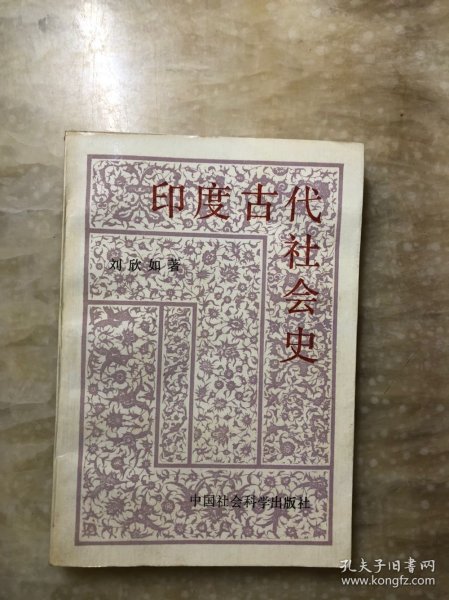 印度古代
社会史
刘欣如著
中国社会科学出版社
孔夫子旧书网
www.kongfz.com